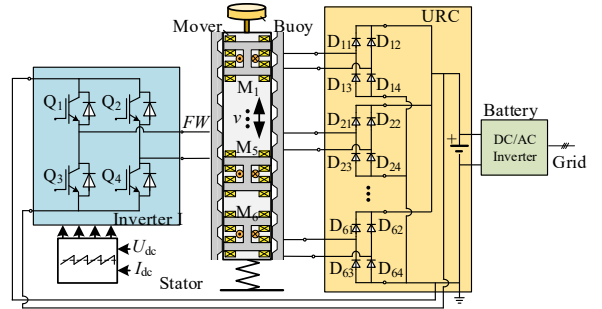 Mover
Buoy
URC
D11
D12
D13
D14
Q1
Q2
FW
M1
v
Battery
D21
D22
DC/AC
Inverter
Grid
Q3
Q4
M5
D23
D24
Inverter I
M6
D61
D62
Udc
Idc
D63
D64
Stator